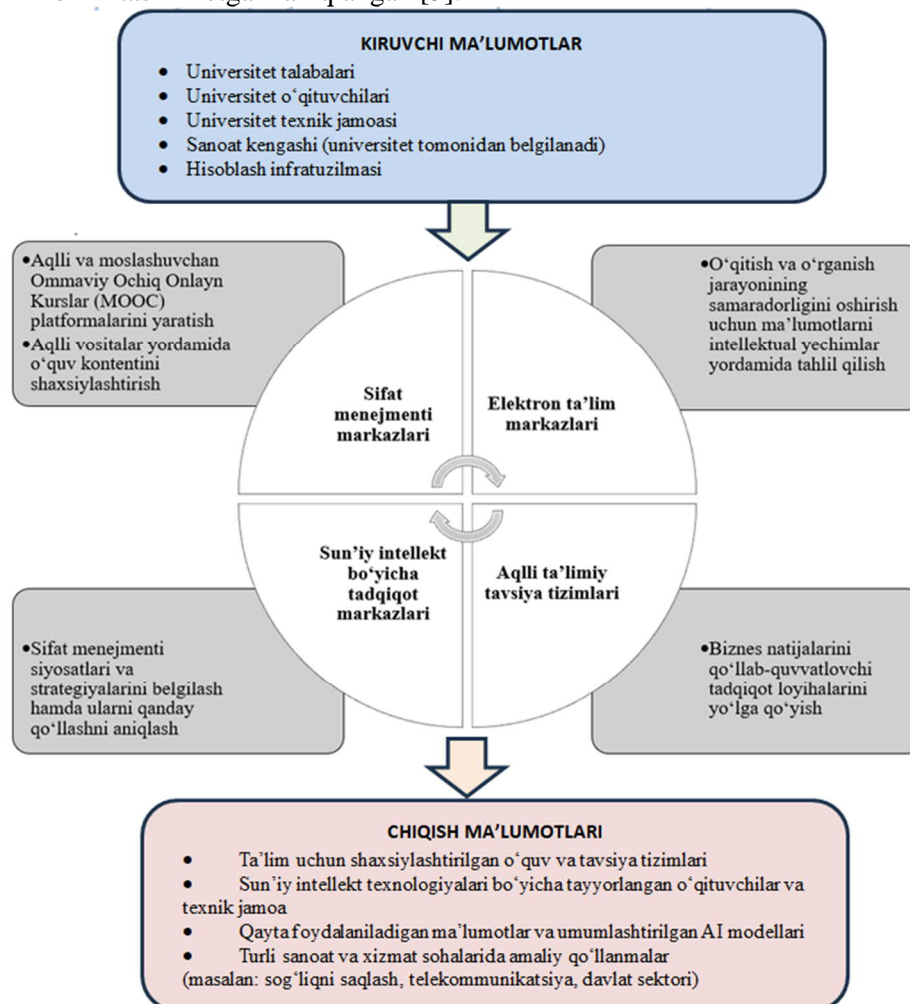 KIRUVCHI MA’LUMOTLAR
• Universitet talabalari
• Universitet o‘qituvchilari
• Universitet texnik jamoasi
• Sanoat kengashi (universitet tomonidan belgilanadi)
• Hisoblash infratuzilmasi
•Aqlli va moslashuvchan
Ommaviy Ochiq Onlayn
Kurslar (MOOC)
platformalarini yaratish
•Aqlli vositalar yordamida
o‘quv kontentini
shaxsiylashtirish
•O‘qitish va o‘rganish
jarayonining
samaradorligini oshirish
uchun ma’lumotlarni
intellektual yechimlar
yordamida tahlil qilish
Sifat
menejmenti
markazlari
Elektron ta’lim
markazlari
Sun’iy intellekt
bo‘yicha
tadqiqot
markazlari
Aqlli ta’limiy
tavsiya tizimlari
•Sifat menejmenti
siyosatlari va
strategiyalarini belgilash
hamda ularni qanday
qo‘llashni aniqlash
•Biznes natijalarini
qo‘llab-quvvatlovchi
tadqiqot loyihalarini
yo‘lga qo‘yish
CHIQISH MA’LUMOTLARI
• Ta’lim uchun shaxsiylashtirilgan o‘quv va tavsiya tizimlari
• Sun’iy intellekt texnologiyalari bo‘yicha tayyorlangan o‘qituvchilar va
texnik jamoa
• Qayta foydalaniladigan ma’lumotlar va umumlashtirilgan AI modellari
• Turli sanoat va xizmat sohalarida amaliy qo‘llanmalar
(masalan: sog‘liqni saqlash, telekommunikatsiya, davlat sektori)